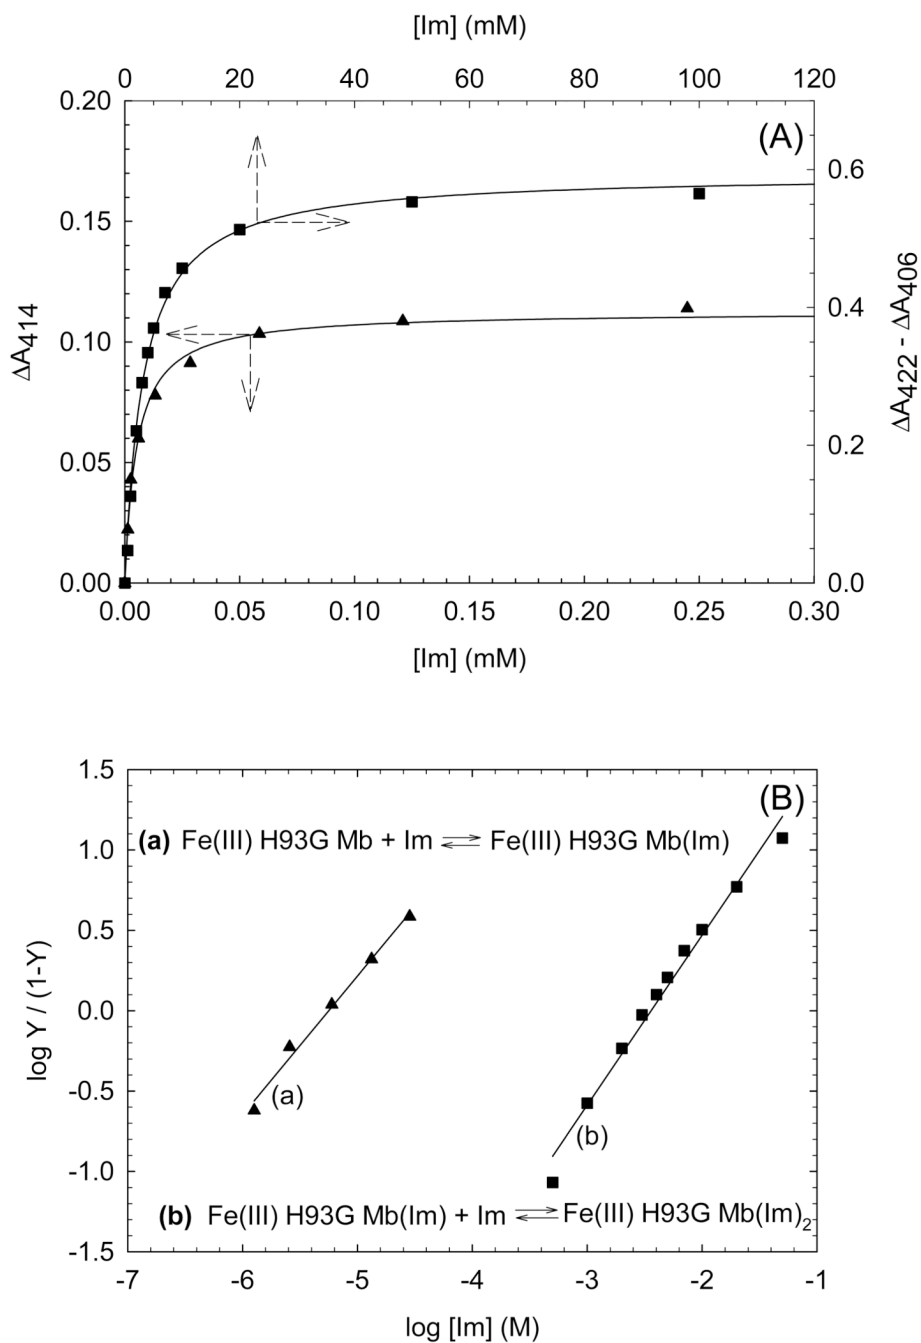 [Im] (mM)
0 20 40 60 80 100 120
(A)
0.20
0.15
0.10
0.05
0.00
ΔA414
0.6
0.4
0.2
0.0
ΔA422 - ΔA406
0.00 0.05 0.10 0.15 0.20 0.25 0.30
[Im] (mM)
(B)
1.5
1.0
0.5
0.0
-0.5
-1.0
-1.5
log Y / (1-Y)
(a) Fe(III) H93G Mb + Im ⇌ Fe(III) H93G Mb(Im)
(a)
(b)
(b) Fe(III) H93G Mb(Im) + Im ⇌ Fe(III) H93G Mb(Im)₂
-7 -6 -5 -4 -3 -2 -1
log [Im] (M)